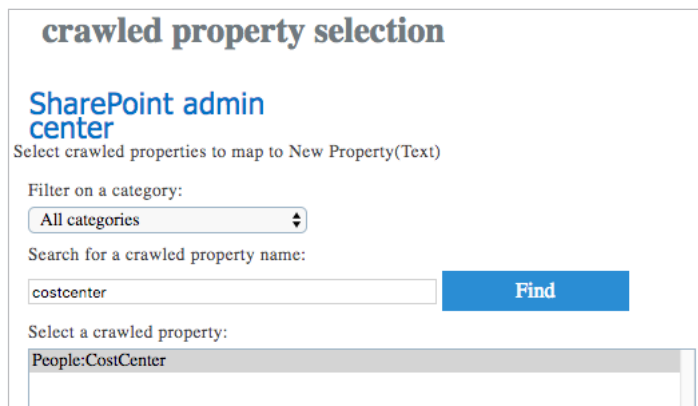 crawled property selection
SharePoint admin
center
Select crawled properties to map to New Property(Text)
Filter on a category:
All categories
Search for a crawled property name:
costcenter
Find
Select a crawled property:
People:CostCenter